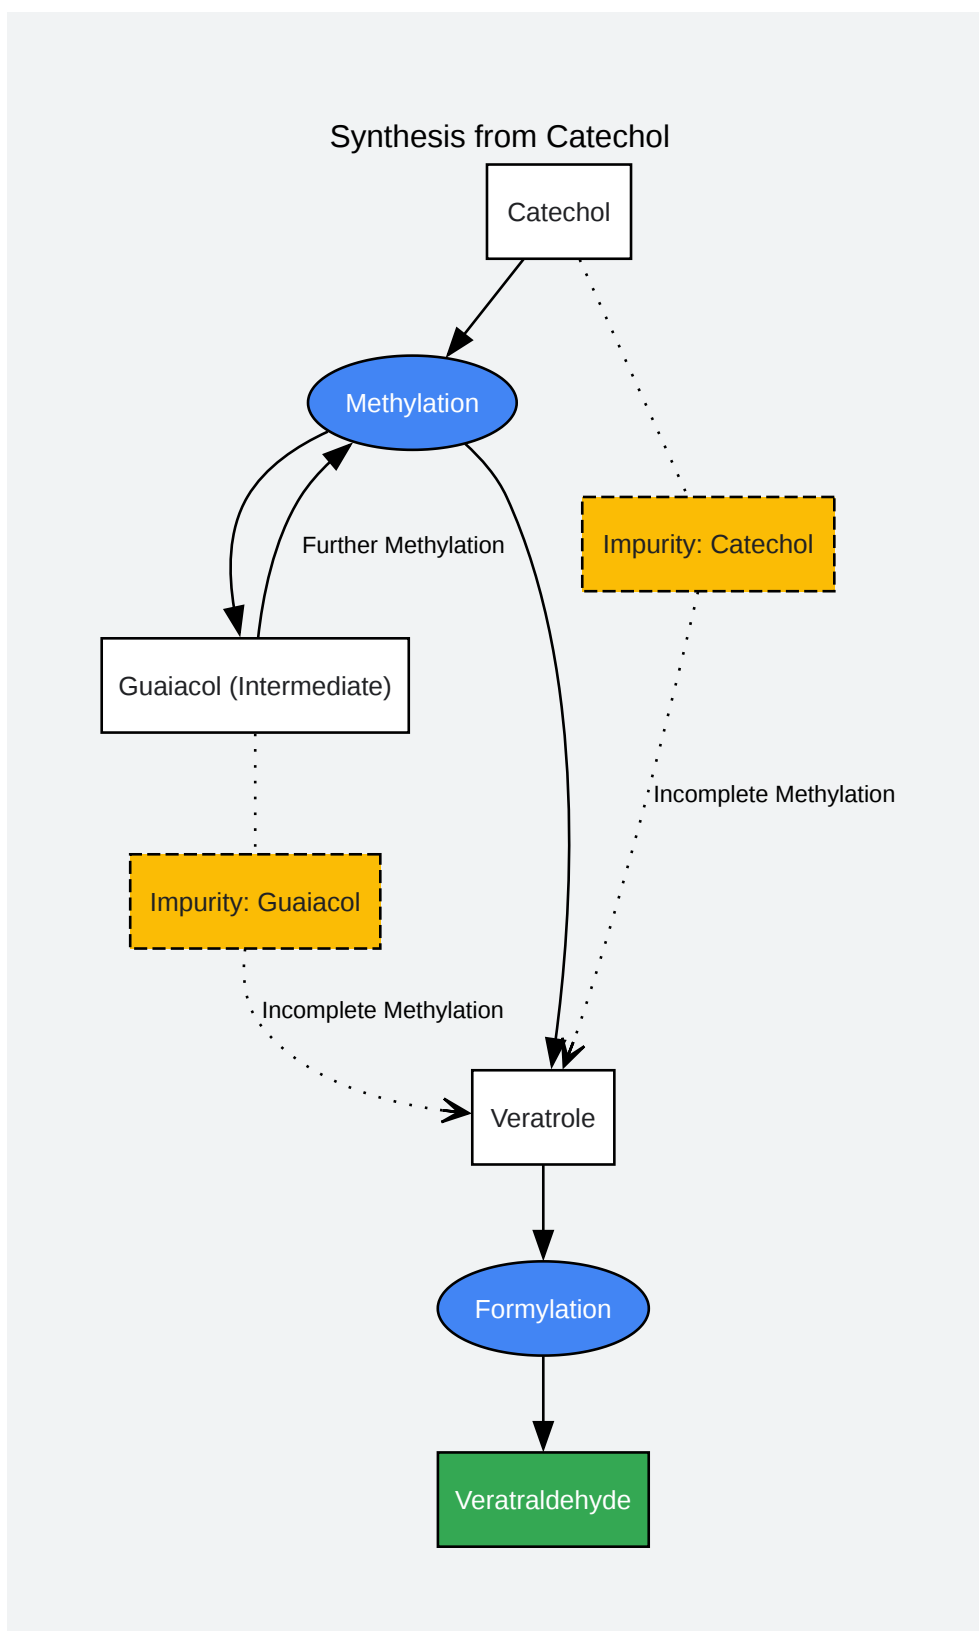 Synthesis from Catechol
Catechol
Methylation
Further Methylation
Impurity: Catechol
Guaiacol (Intermediate)
Incomplete Methylation
Impurity: Guaiacol
Incomplete Methylation
Veratrole
Formylation
Veratraldehyde